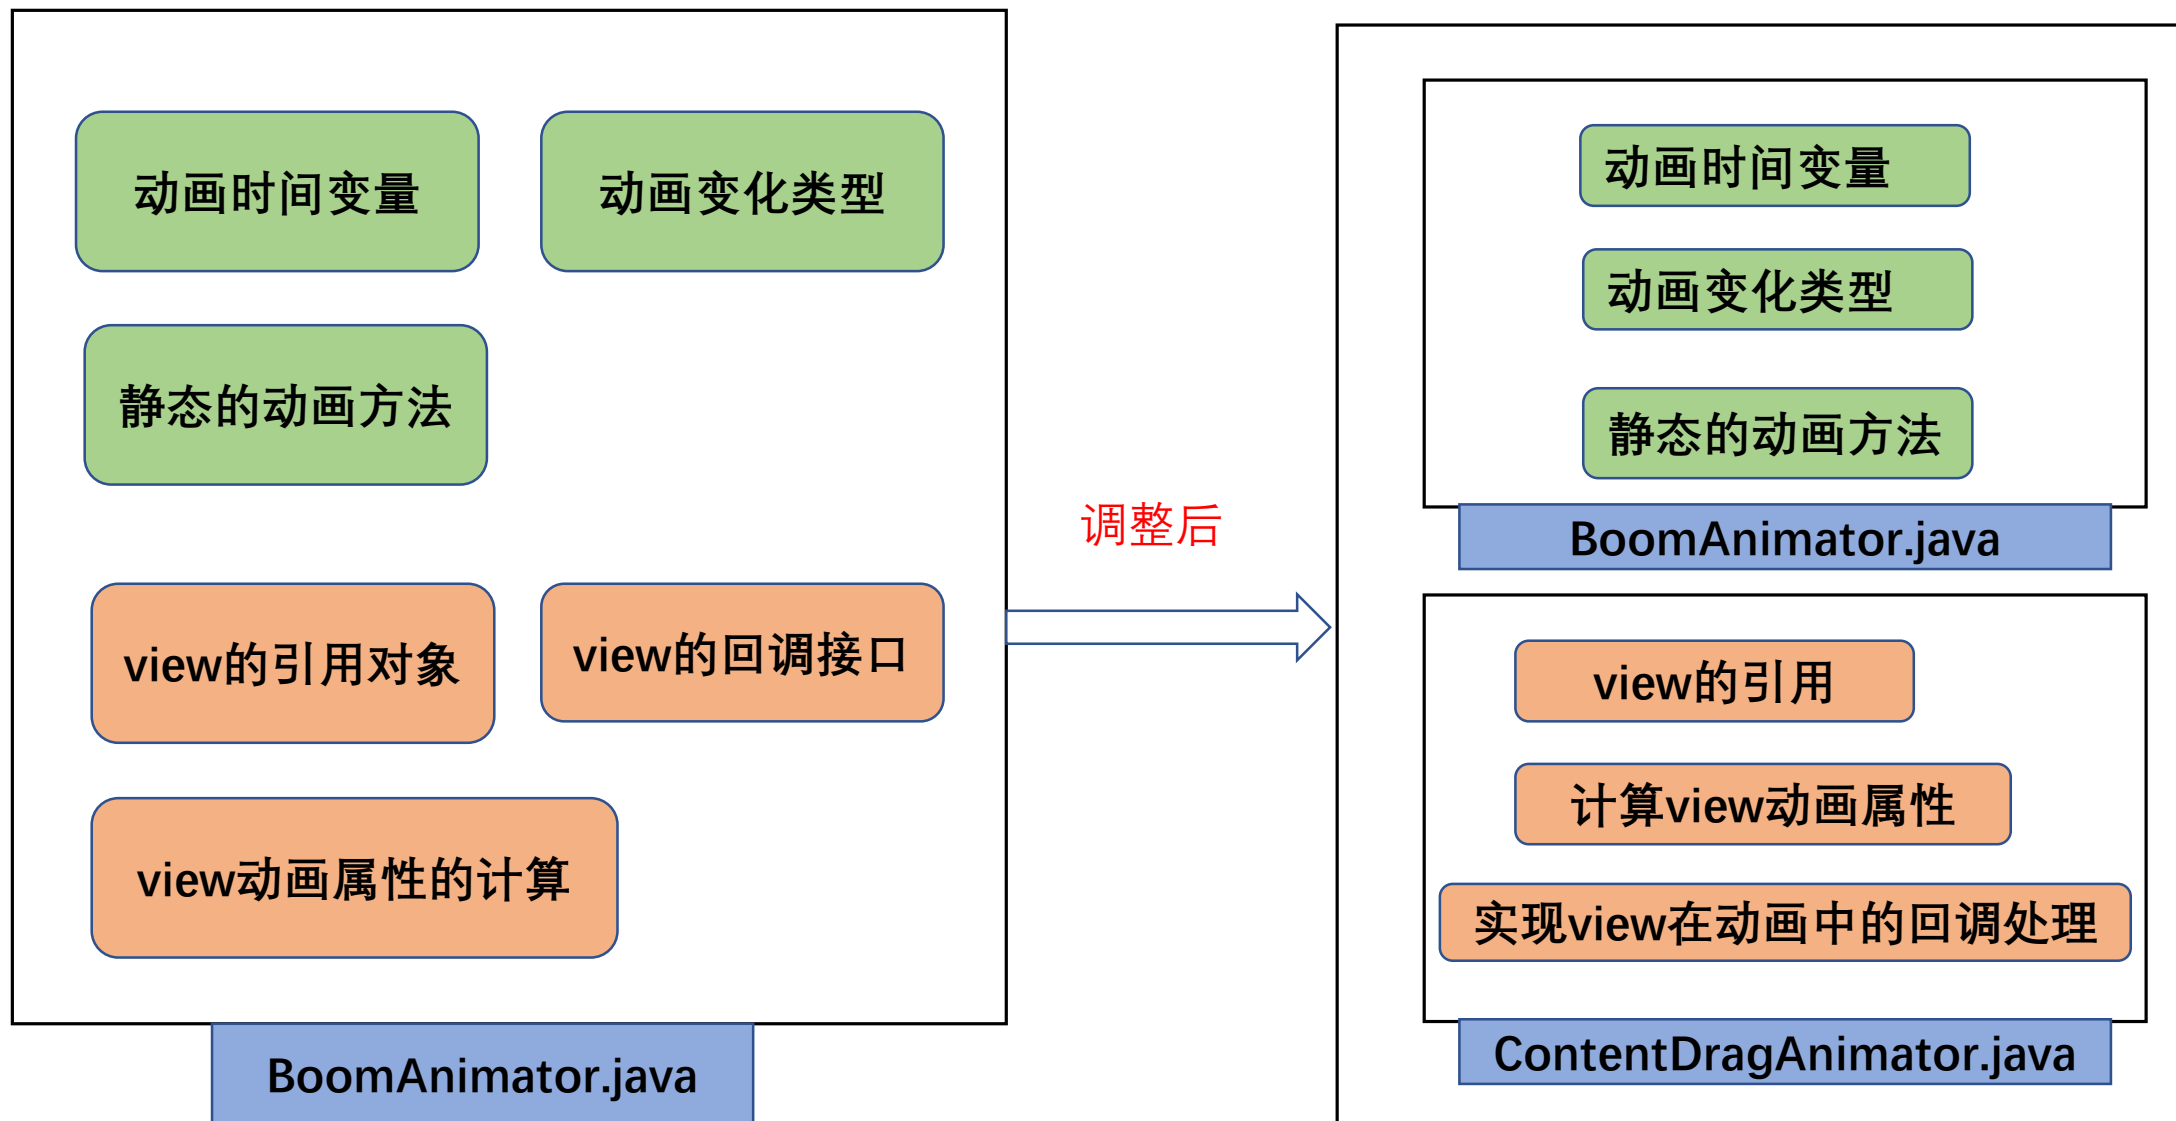 动画时间变量
动画变化类型
静态的动画方法
view的引用对象
view的回调接口
view动画属性的计算
BoomAnimator.java
调整后
动画时间变量
动画变化类型
静态的动画方法
BoomAnimator.java
view的引用
计算view动画属性
实现view在动画中的回调处理
ContentDragAnimator.java